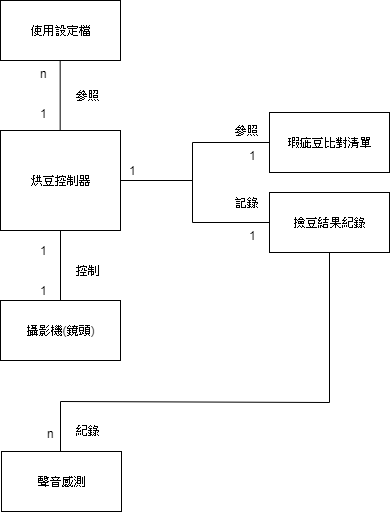 使用設定檔
n
參照
1
烘豆控制器
1
參照
1
瑕疵豆比對清單
記錄
1
撿豆結果紀錄
1
控制
1
攝影機(鏡頭)
n
紀錄
聲音感測